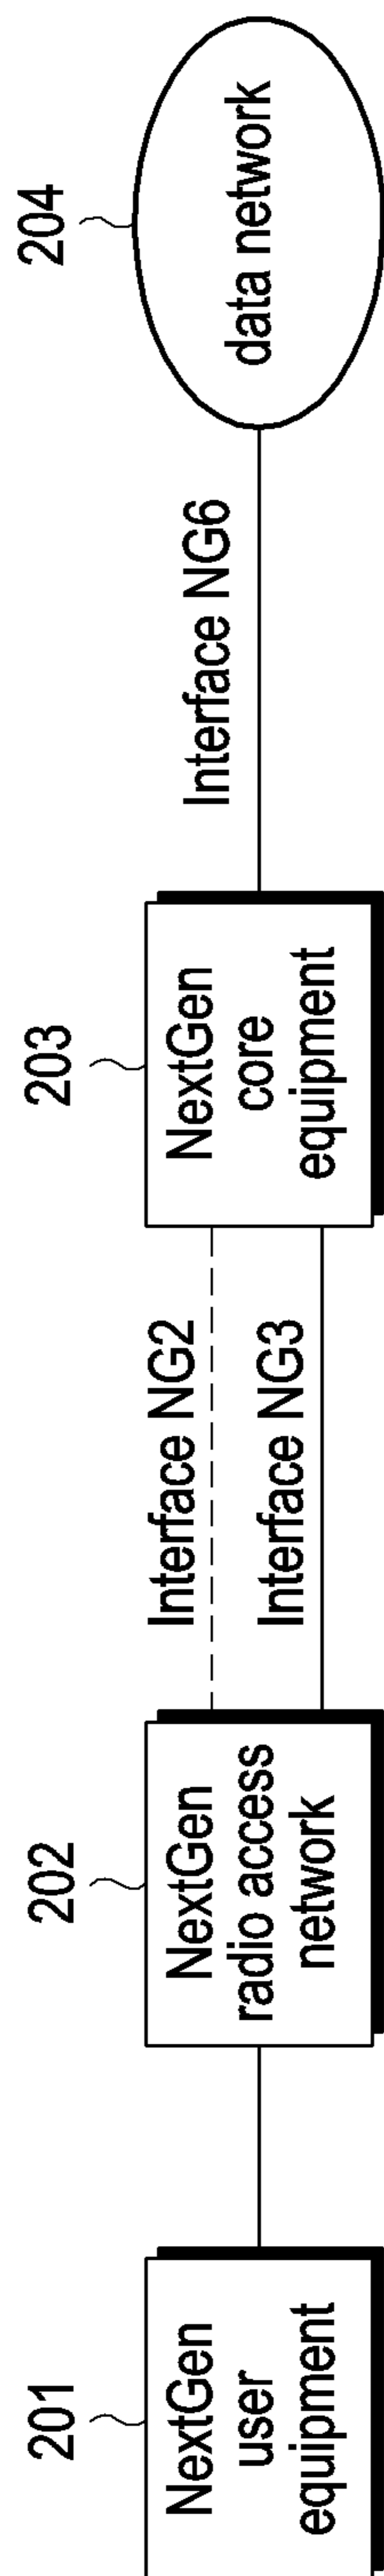 201
NextGen
user
equipment
202
NextGen
radio access
network
Interface NG2
Interface NG3
203
NextGen
core
equipment
Interface NG6
204
data network